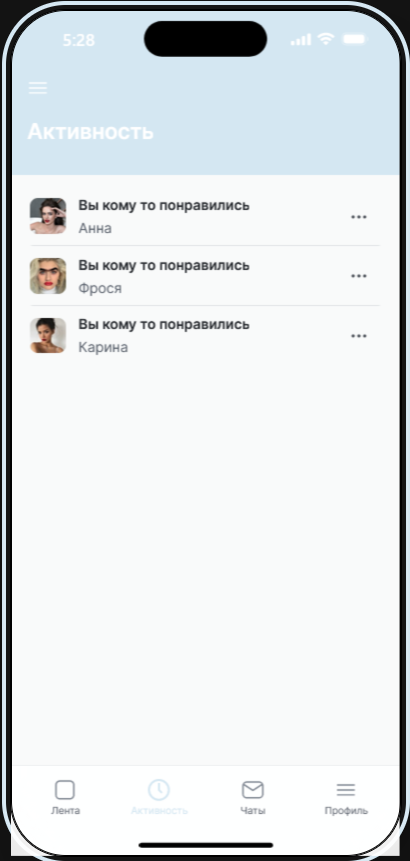 5:28
Активность
Вы кому то понравились
Анна
Вы кому то понравились
Фрося
Вы кому то понравились
Карина
Лента
Активность
Чаты
Профиль